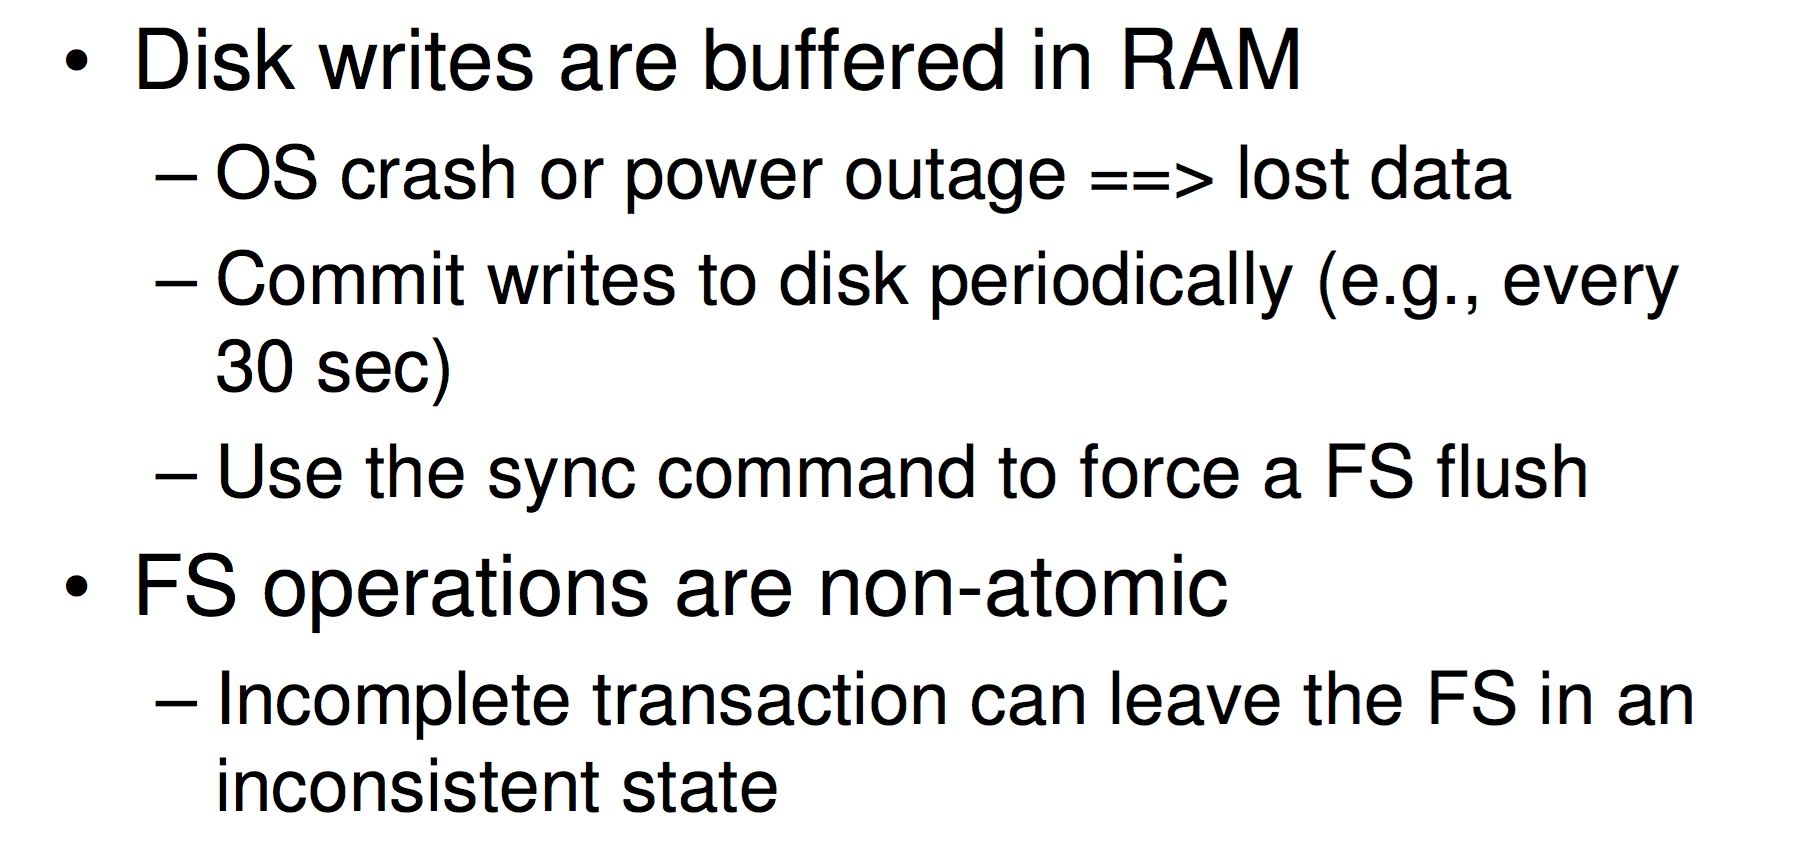 • Disk writes are buffered in RAM
– OS crash or power outage ==> lost data
– Commit writes to disk periodically (e.g., every
30 sec)
– Use the sync command to force a FS flush
• FS operations are non-atomic
– Incomplete transaction can leave the FS in an
inconsistent state